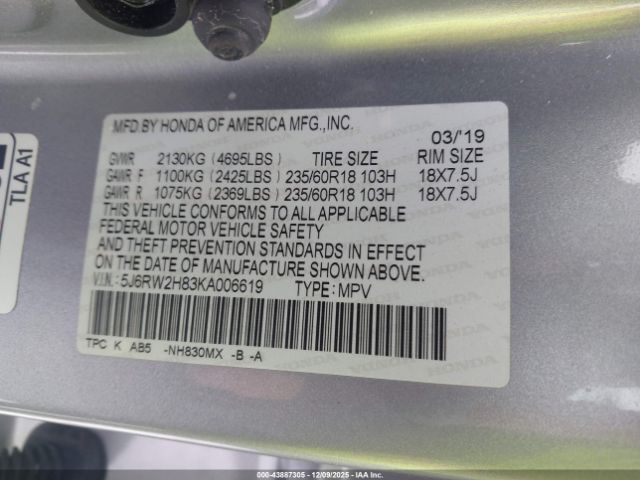 MFD.BY HONDA OF AMERICA MFG.,INC.
03/'19
GVWR 2130KG (4695LBS) TIRE SIZE RIM SIZE
GAWR F 1100KG (2425LBS) 235/60R18 103H 18X7.5J
GAWR R 1075KG (2369LBS) 235/60R18 103H 18X7.5J
THIS VEHICLE CONFORMS TO ALL APPLICABLE
FEDERAL MOTOR VEHICLE SAFETY
AND THEFT PREVENTION STANDARDS IN EFFECT
ON THE DATE OF MANUFACTURE SHOWN ABOVE.
V.I.N.: 5J6RW2H83KA006619 TYPE: MPV
TPC K AB5 -NH830MX -B -A
TLA A1
000-43887305 - 12/09/2025 - IAA Holdings, LLC. - Copyright